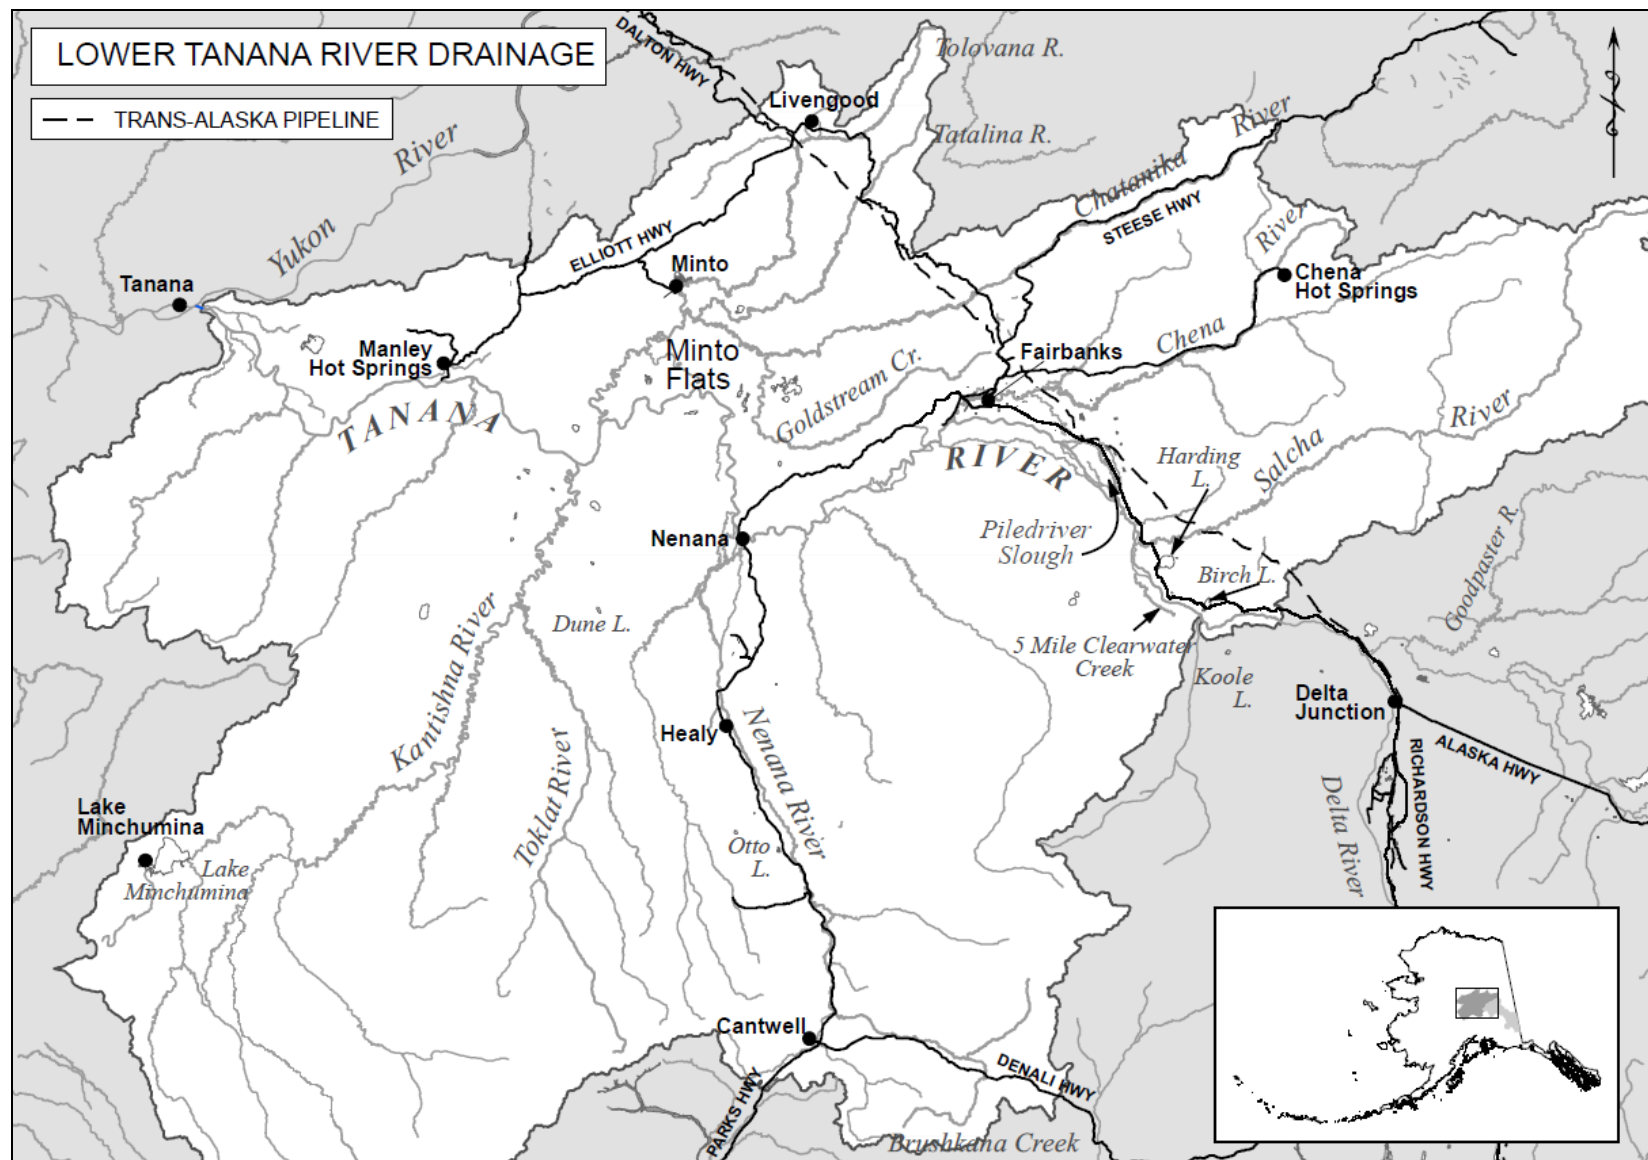 LOWER TANANA RIVER DRAINAGE
TRANS-ALASKA PIPELINE
DALTON HWY
Tolovana R.
Livengood
Tatalina R.
River
Chatanika
River
STEESE HWY
Yukon
ELLIOTT HWY
Minto
River
Chena
Hot Springs
Tanana
Manley
Hot Springs
Minto
Flats
Fairbanks
Chena
Goldstream Cr.
TANANA
RIVER
River
Salcha
Harding
L.
Piledriver
Slough
Nenana
Birch L.
Goodpaster R.
Dune L.
5 Mile Clearwater
Creek
Koole
L.
Kantishna River
Delta
Junction
Healy
Nenana River
Toklat River
ALASKA HWY
RICHARDSON HWY
Delta River
Lake
Minchumina
Lake
Minchumina
Otto
L.
Cantwell
PARKS HWY
DENALI HWY
Brushkana Creek